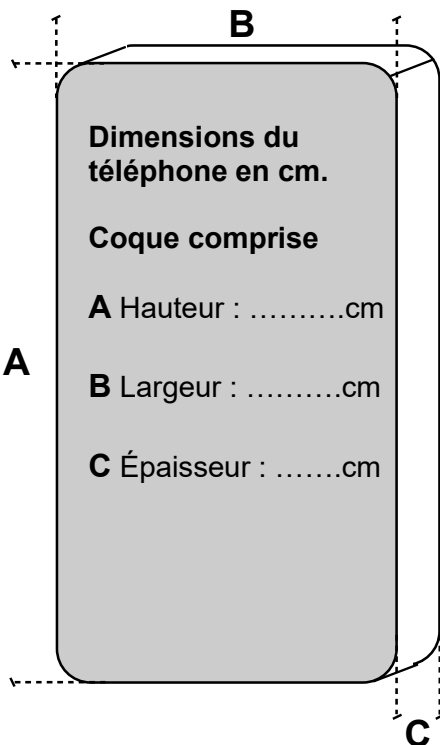 B
Dimensions du
téléphone en cm.
Coque comprise
A Hauteur : ……….cm
A
B Largeur : ……….cm
C Épaisseur : …….cm
C